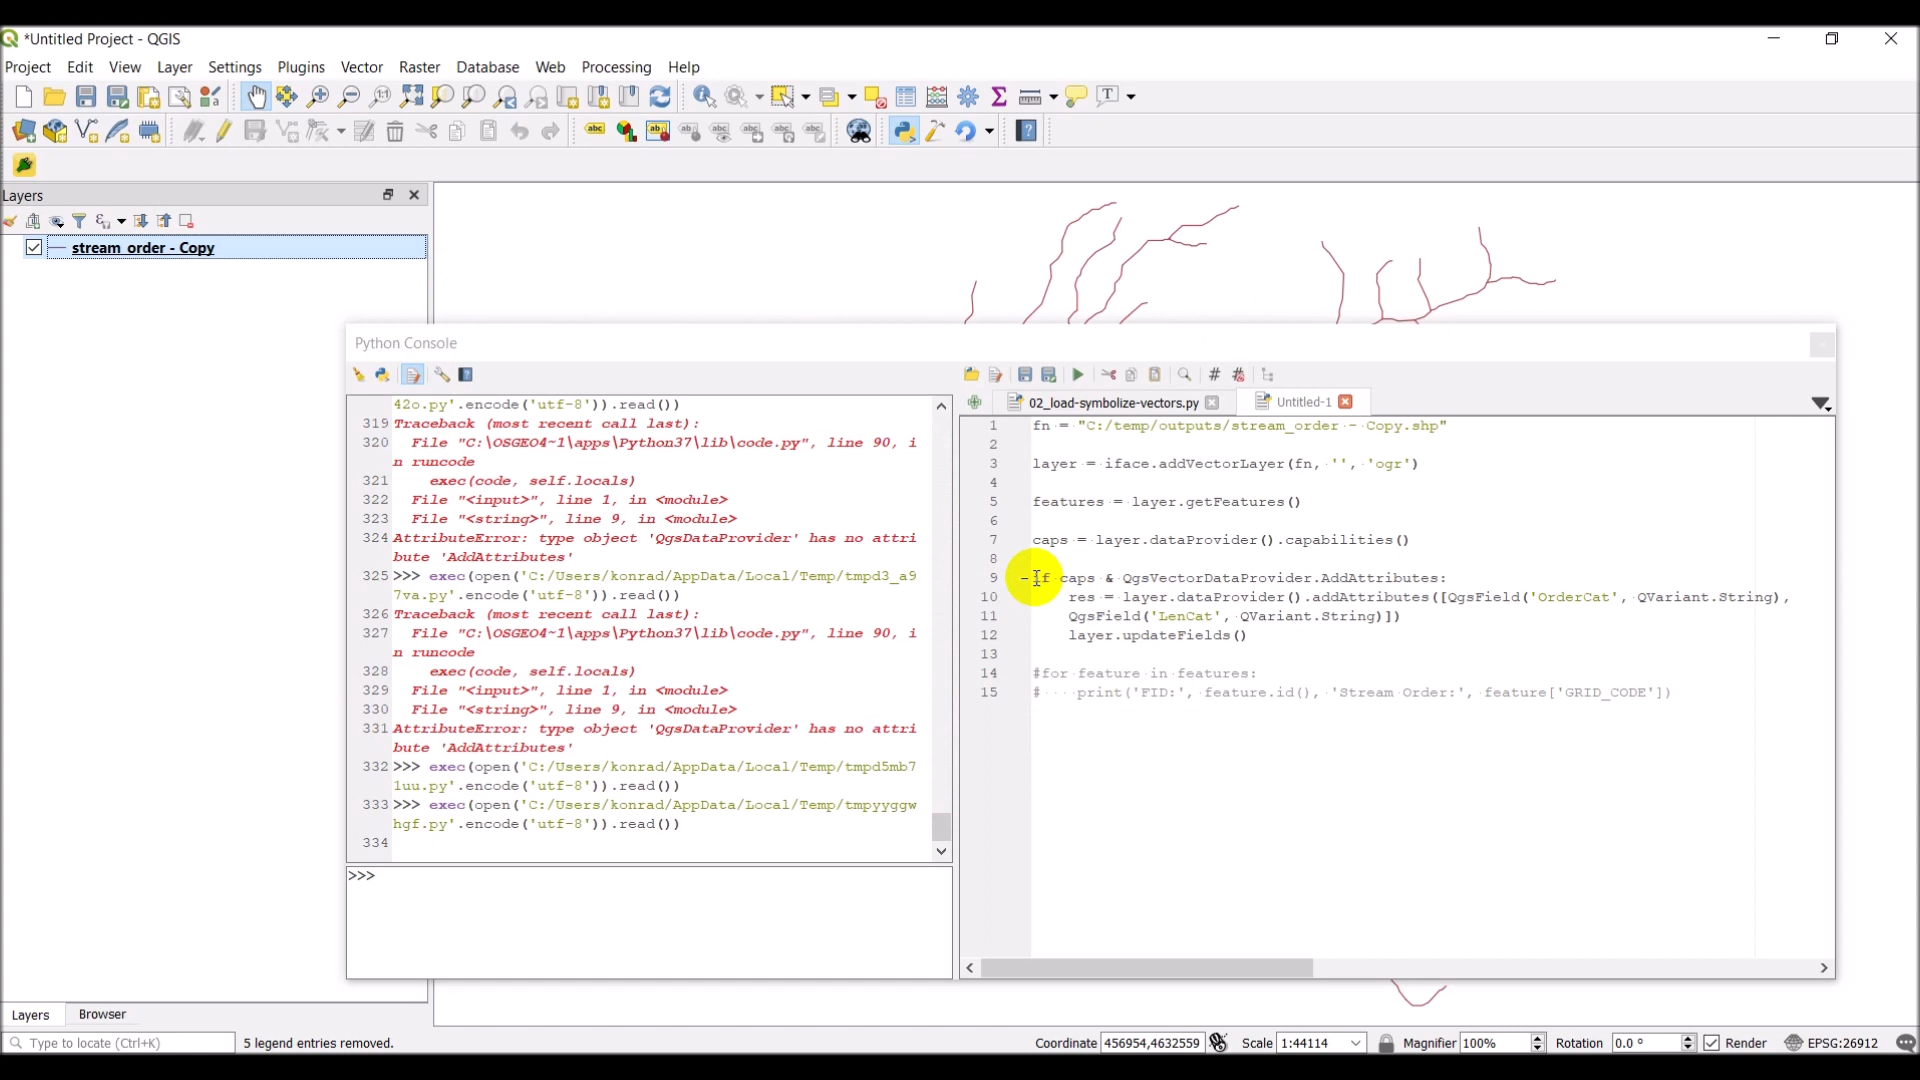 *Untitled Project - QGIS
Project Edit View Layer Settings Plugins Vector Raster Database Web Processing Help
Layers
stream_order - Copy
Python Console
42o.py'.encode('utf-8')).read())
319 Traceback (most recent call last):
320 File "C:\OSGEO4~1\apps\Python37\lib\code.py", line 90, i
n runcode
321 exec(code, self.locals)
322 File "<input>", line 1, in <module>
323 File "<string>", line 9, in <module>
324 AttributeError: type object 'QgsDataProvider' has no attri
bute 'AddAttributes'
325 >>> exec(open('C:/Users/konrad/AppData/Local/Temp/tmpd3_a9
7va.py'.encode('utf-8')).read())
326 Traceback (most recent call last):
327 File "C:\OSGEO4~1\apps\Python37\lib\code.py", line 90, i
n runcode
328 exec(code, self.locals)
329 File "<input>", line 1, in <module>
330 File "<string>", line 9, in <module>
331 AttributeError: type object 'QgsDataProvider' has no attri
bute 'AddAttributes'
332 >>> exec(open('C:/Users/konrad/AppData/Local/Temp/tmpd5mb7
1uu.py'.encode('utf-8')).read())
333 >>> exec(open('C:/Users/konrad/AppData/Local/Temp/tmpyyggw
hgf.py'.encode('utf-8')).read())
334
>>>
02_load-symbolize-vectors.py Untitled-1
1 fn = "C:/temp/outputs/stream_order - Copy.shp"
2
3 layer = iface.addVectorLayer(fn, '', 'ogr')
4
5 features = layer.getFeatures()
6
7 caps = layer.dataProvider().capabilities()
8
9 if caps & QgsVectorDataProvider.AddAttributes:
10 res = layer.dataProvider().addAttributes([QgsField('OrderCat', QVariant.String),
11 QgsField('LenCat', QVariant.String)])
12 layer.updateFields()
13
14 #for feature in features:
15 # print('FID:', feature.id(), 'Stream Order:', feature['GRID_CODE'])
Layers Browser
Type to locate (Ctrl+K) 5 legend entries removed. Coordinate 456954,4632559 Scale 1:44114 Magnifier 100% Rotation 0.0 ° Render EPSG:26912